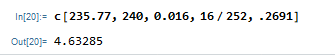 In[20]:= c[235.77, 240, 0.016, 16/252, .2691]
Out[20]= 4.63285